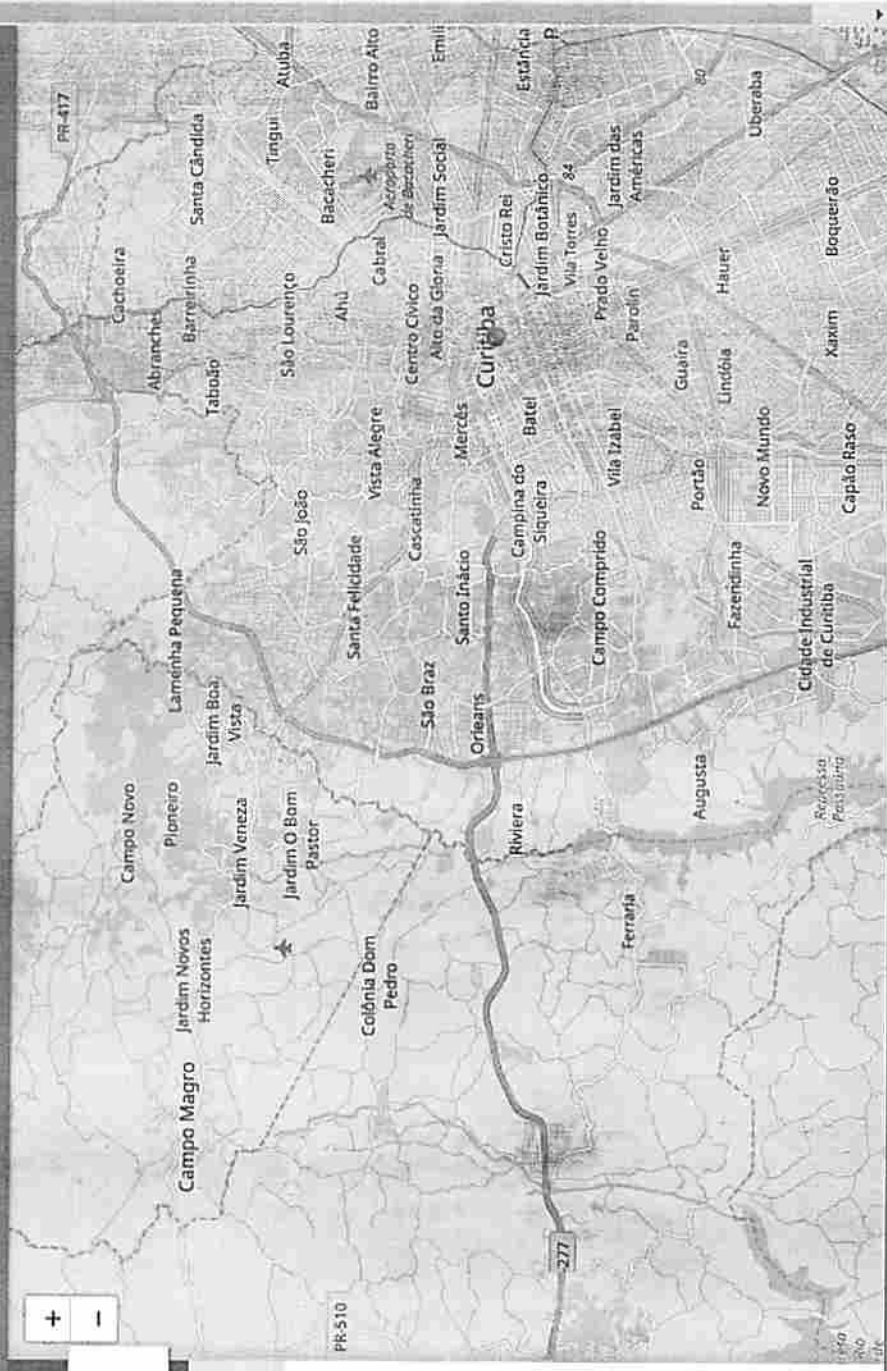 +
−
PR-510
PR-417
Campo Magro
Jardim Novos
Horizontes
Campo Novo
Pioneiro
Jardim Veneza
Jardim O Bom
Pastor
Jardim Boa
Vista
Lamenha Pequena
Colônia Dom
Pedro
Cachoeira
Abranches
Barreirinha
Taboão
Santa Cândida
Atuba
Tingui
Bacacheri
Bairro Alto
Aeroporto
de Bacacheri
São Lourenço
Ahú
Cabral
São João
Vista Alegre
Santa Felicidade
Cascatinha
Centro Cívico
Alto da Glória
Jardim Social
Emili
Mercês
São Braz
Santo Inácio
Orleans
Curitiba
Cristo Rei
Estância
P
Riviera
Campina do
Siqueira
Batel
Jardim Botânico
Vila Torres
84
277
Campo Comprido
Vila Izabel
Prado Velho
Parolin
Jardim das
Américas
Ferraria
Augusta
Portão
Guaíra
Lindóia
Hauer
80
Uberaba
Fazendinha
Novo Mundo
Cidade Industrial
de Curitiba
Capão Raso
Xaxim
Boqueirão
Represa
Passaúna
Rio
de